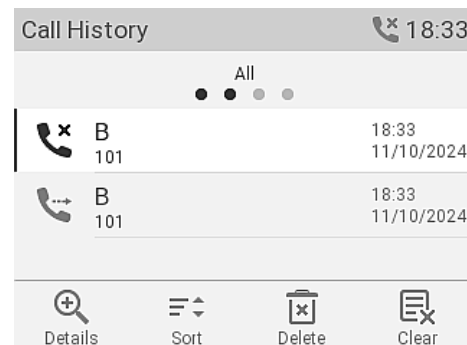 Call History 18:33
All
B 18:33
101 11/10/2024
B 18:33
101 11/10/2024
Details Sort Delete Clear